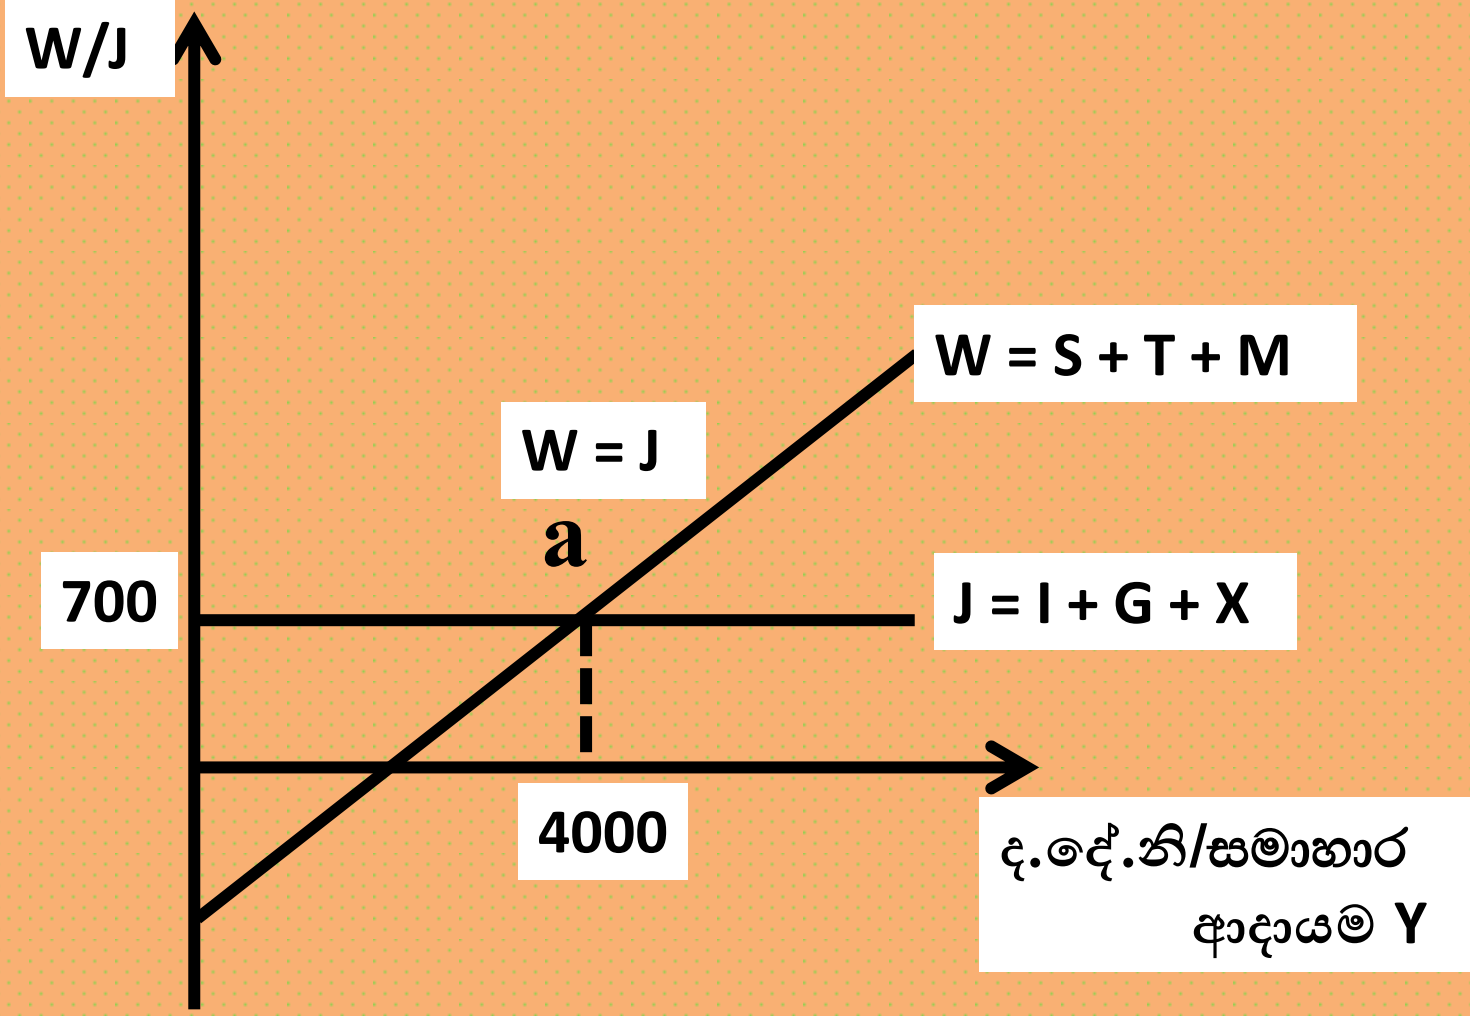 W/J
W = S + T + M
W = J
a
700
J = I + G + X
4000
ද.දේ.නි/සමාහාර
ආදායම Y